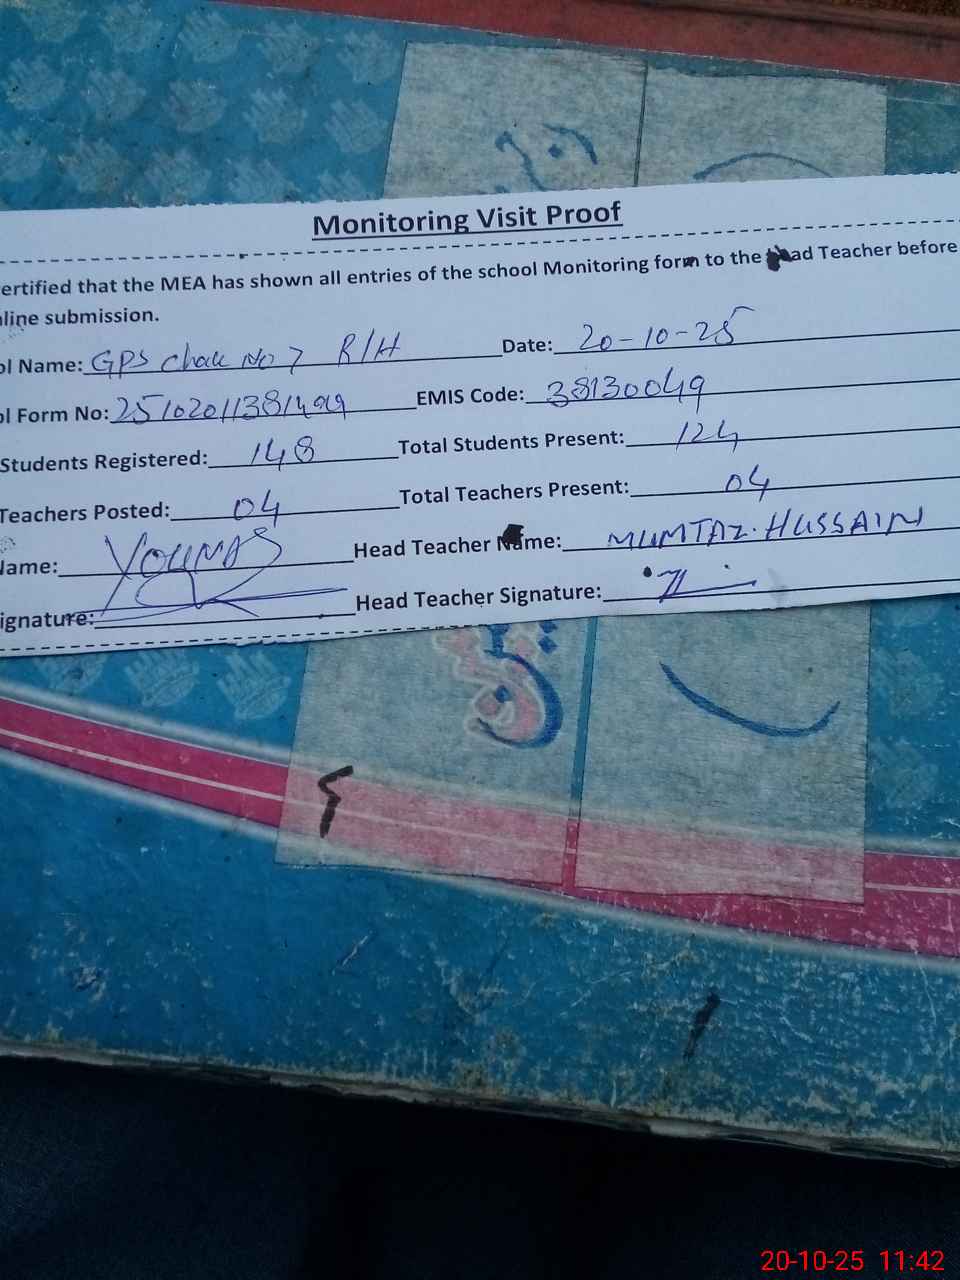 Monitoring Visit Proof
ertified that the MEA has shown all entries of the school Monitoring form to the Head Teacher before
line submission.
ol Name: GPS Chak No 7 R/H Date: 20-10-25
ol Form No: EMIS Code: 38130049
Students Registered: 148 Total Students Present: 124
Teachers Posted: 04 Total Teachers Present: 04
Name: YOUNAS Head Teacher Name: MUMTAZ.HUSSAIN
ignature: Head Teacher Signature:
20-10-25 11:42